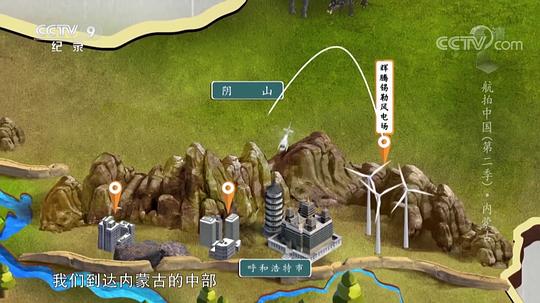 CCTV 9
纪录
CCTV.com
辉腾锡勒风电场
阴 山
航拍中国(第二季)·内蒙
呼和浩特市
我们到达内蒙古的中部